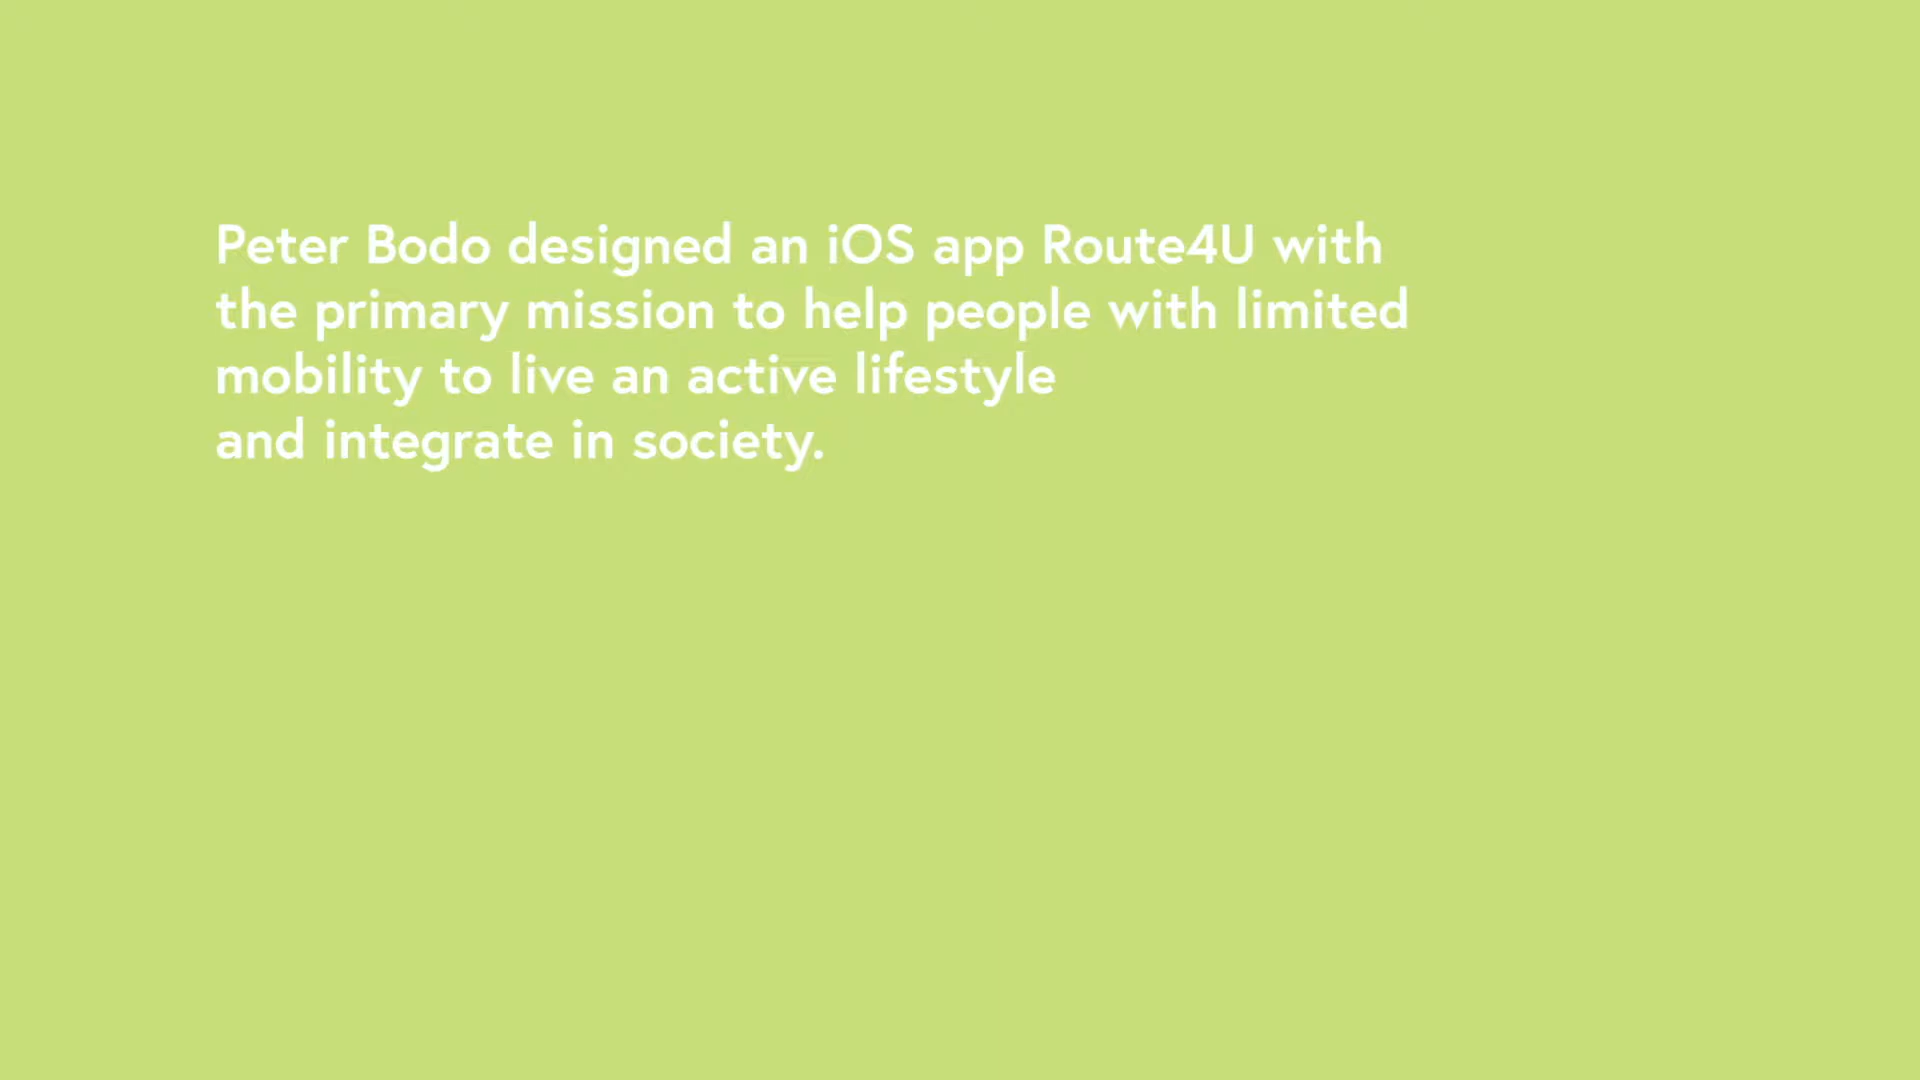 Peter Bodo designed an iOS app Route4U with
the primary mission to help people with limited
mobility to live an active lifestyle
and integrate in society.